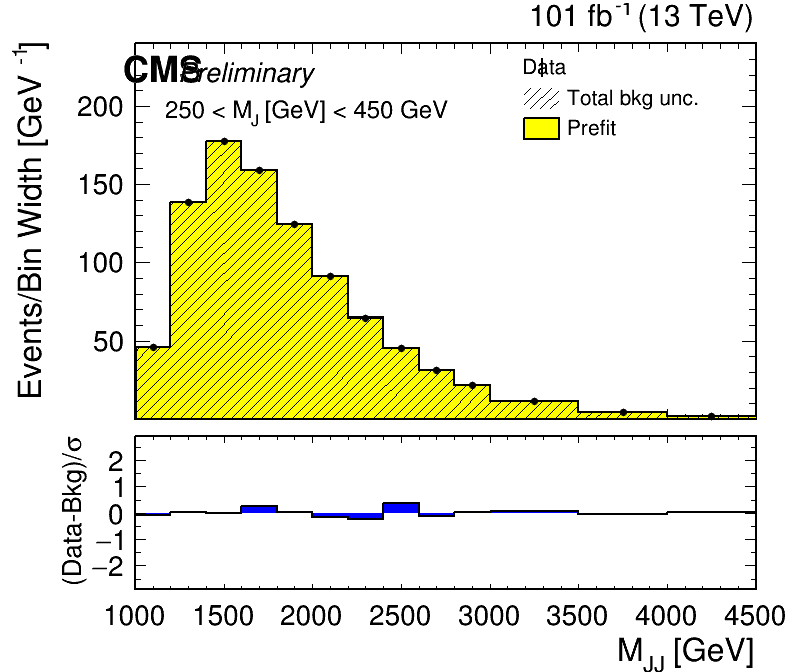 101 fb⁻¹ (13 TeV)
CMS Preliminary
250 < M_J [GeV] < 450 GeV
Data
Total bkg unc.
Prefit
Events/Bin Width [GeV⁻¹]
200
150
100
50
(Data-Bkg)/σ
2
1
0
−1
−2
1000 1500 2000 2500 3000 3500 4000 4500
M_JJ [GeV]